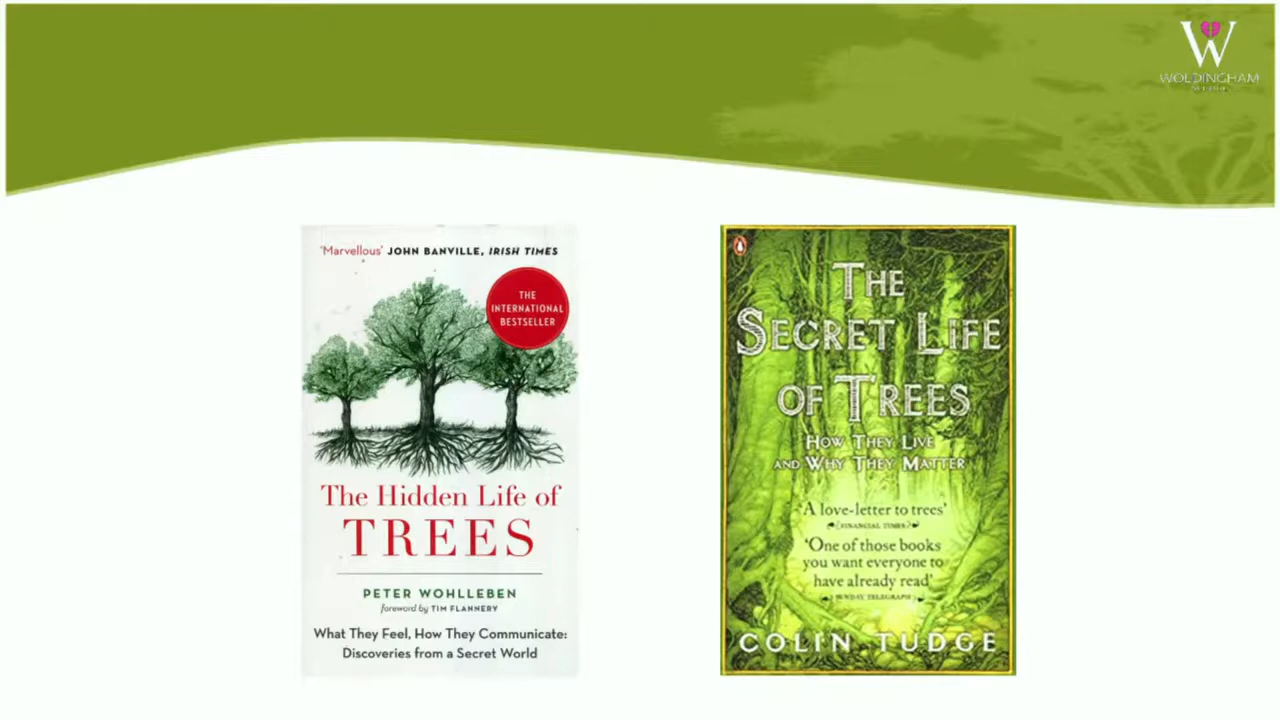 W
WOLDINGHAM
'Marvellous' JOHN BANVILLE, IRISH TIMES
THE
INTERNATIONAL
BESTSELLER
The Hidden Life of
TREES
PETER WOHLLEBEN
foreword by TIM FLANNERY
What They Feel, How They Communicate:
Discoveries from a Secret World
THE
SECRET LIFE
OF TREES
HOW THEY LIVE
AND WHY THEY MATTER
'A love-letter to trees'
FINANCIAL TIMES
'One of those books
you want everyone to
have already read'
SUNDAY TELEGRAPH
COLIN TUDGE